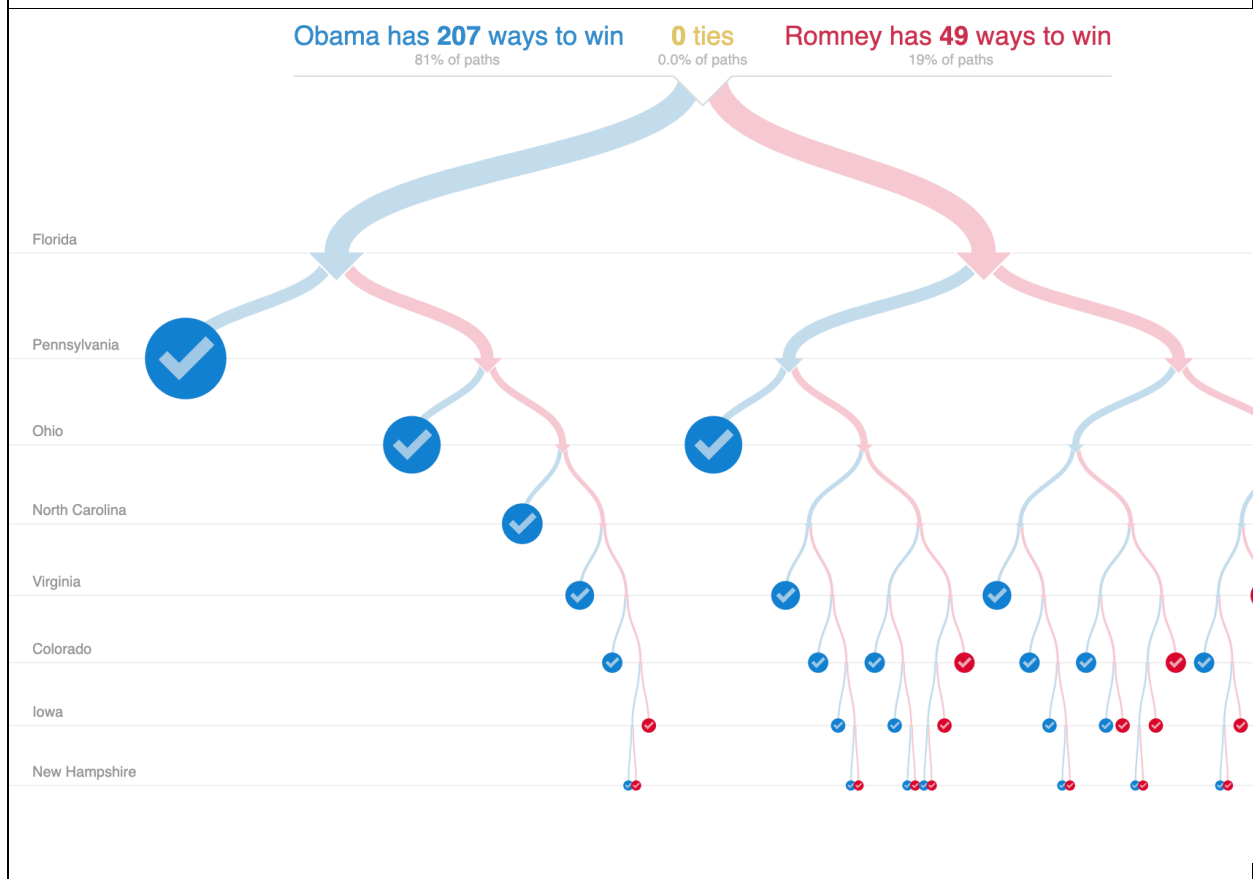 Obama has 207 ways to win 0 ties Romney has 49 ways to win
81% of paths 0.0% of paths 19% of paths
Florida
Pennsylvania
Ohio
North Carolina
Virginia
Colorado
Iowa
New Hampshire